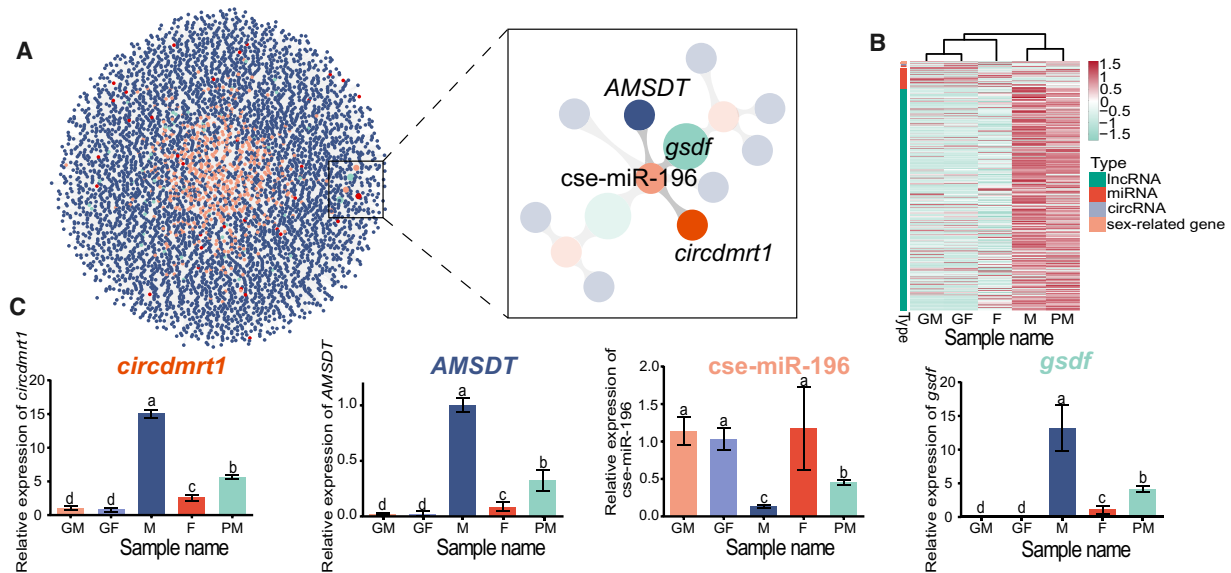 A
AMSDT
gsdf
cse-miR-196
circdmrt1
B
1.5
1
0.5
0
−0.5
−1
−1.5
Type
lncRNA
miRNA
circRNA
sex-related gene
Type
GM GF F M PM
Sample name
C
circdmrt1
Relative expression of circdmrt1
20
15
10
5
0
d d a c b
GM GF M F PM
Sample name
AMSDT
Relative expression of AMSDT
1.0
0.5
0.0
d d a c b
GM GF M F PM
Sample name
cse-miR-196
Relative expression of
cse-miR-196
2.0
1.5
1.0
0.5
0.0
a a c a b
GM GF M F PM
Sample name
gsdf
Relative expression of gsdf
20
15
10
5
0
d d a c b
GM GF M F PM
Sample name